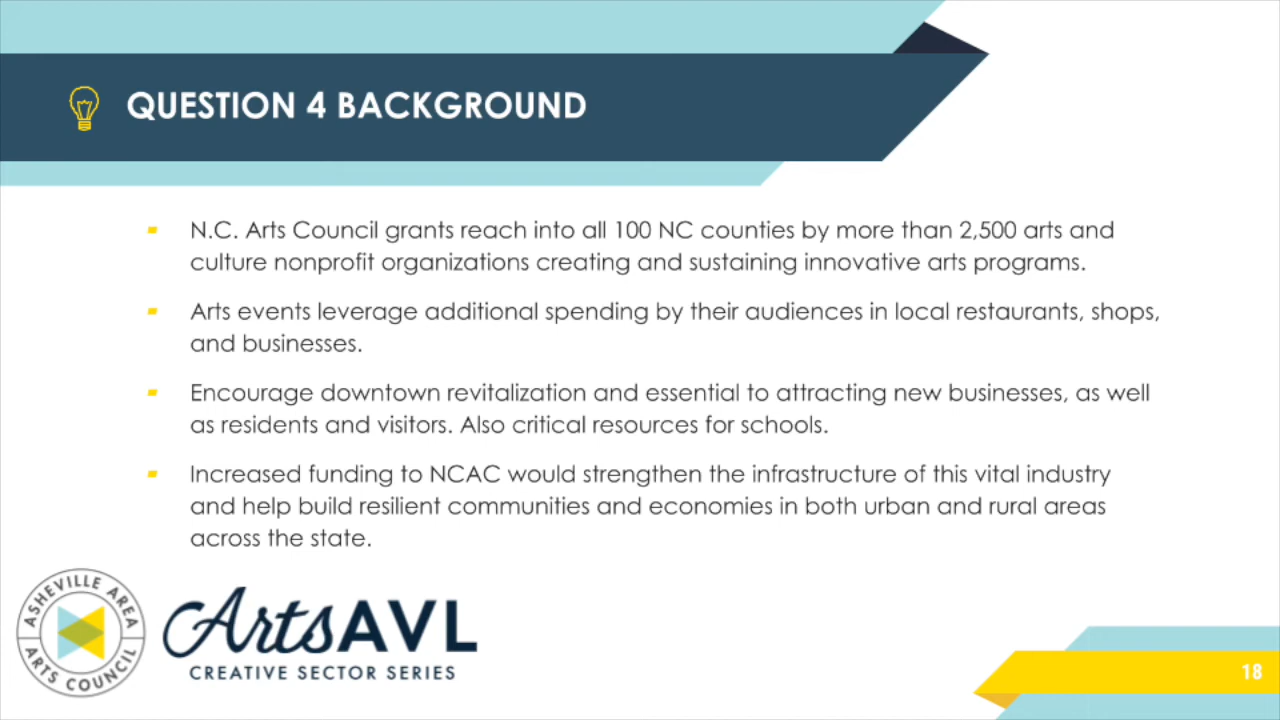 QUESTION 4 BACKGROUND
N.C. Arts Council grants reach into all 100 NC counties by more than 2,500 arts and
culture nonprofit organizations creating and sustaining innovative arts programs.
Arts events leverage additional spending by their audiences in local restaurants, shops,
and businesses.
Encourage downtown revitalization and essential to attracting new businesses, as well
as residents and visitors. Also critical resources for schools.
Increased funding to NCAC would strengthen the infrastructure of this vital industry
and help build resilient communities and economies in both urban and rural areas
across the state.
ASHEVILLE AREA
ARTS COUNCIL
ArtsAVL
CREATIVE SECTOR SERIES
18